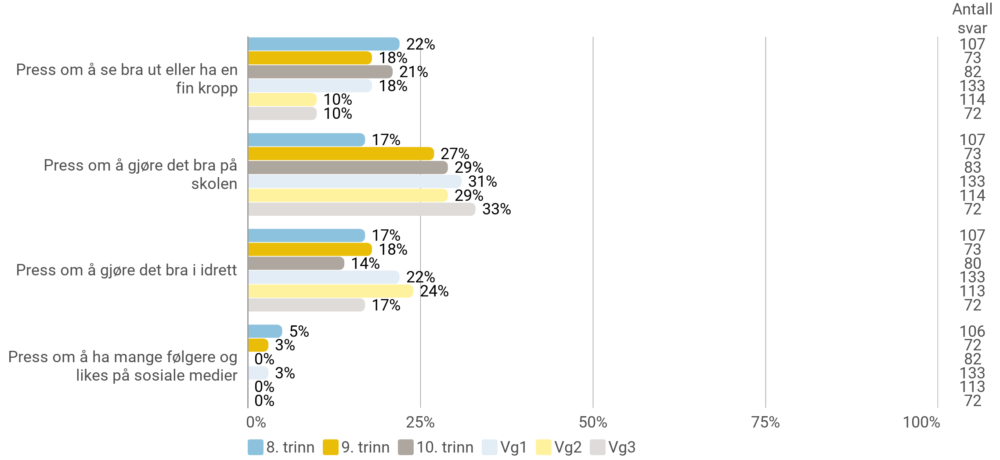 Antall
svar
Press om å se bra ut eller ha en
fin kropp
22% 107
18% 73
21% 82
18% 133
10% 114
10% 72
Press om å gjøre det bra på
skolen
17% 107
27% 73
29% 83
31% 133
29% 114
33% 72
Press om å gjøre det bra i idrett
17% 107
18% 73
14% 80
22% 133
24% 113
17% 72
Press om å ha mange følgere og
likes på sosiale medier
5% 106
3% 72
0% 82
3% 133
0% 113
0% 72
0% 25% 50% 75% 100%
8. trinn 9. trinn 10. trinn Vg1 Vg2 Vg3